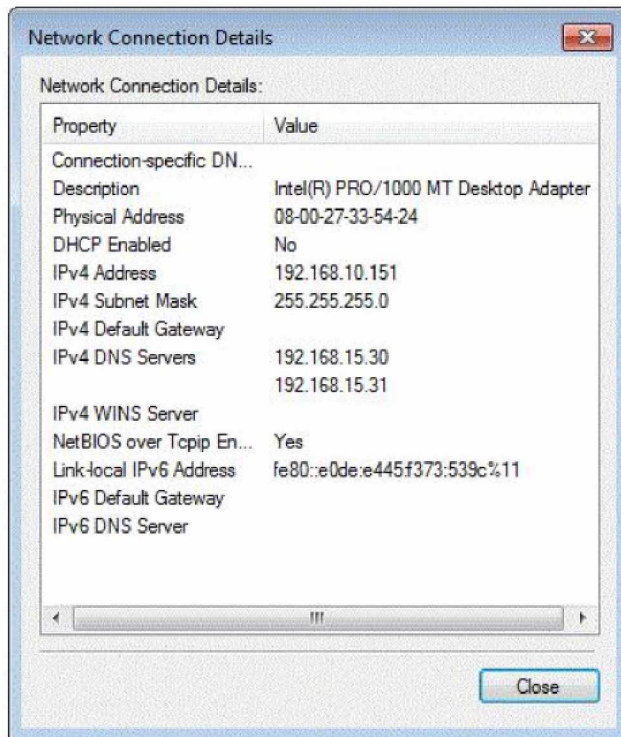 Network Connection Details
Network Connection Details:
Property Value
Connection-specific DN...
Description Intel(R) PRO/1000 MT Desktop Adapter
Physical Address 08-00-27-33-54-24
DHCP Enabled No
IPv4 Address 192.168.10.151
IPv4 Subnet Mask 255.255.255.0
IPv4 Default Gateway
IPv4 DNS Servers 192.168.15.30
192.168.15.31
IPv4 WINS Server
NetBIOS over Tcpip En... Yes
Link-local IPv6 Address fe80::e0de:e445:f373:539c%11
IPv6 Default Gateway
IPv6 DNS Server
Close